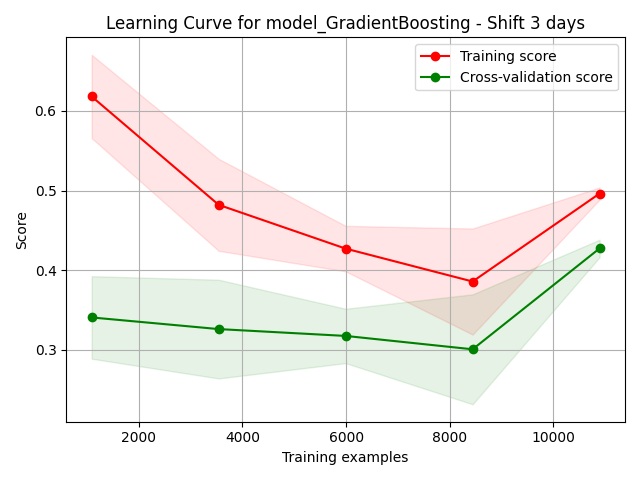 Learning Curve for model_GradientBoosting - Shift 3 days
Training score
Cross-validation score
Score
0.6
0.5
0.4
0.3
2000 4000 6000 8000 10000
Training examples